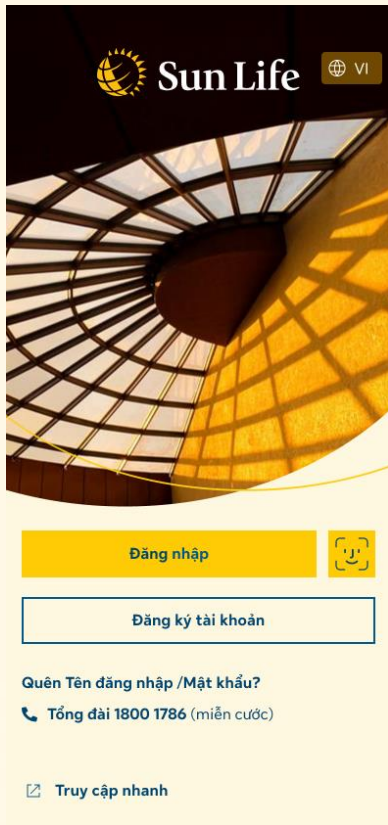 Sun Life
VI
Đăng nhập
Đăng ký tài khoản
Quên Tên đăng nhập /Mật khẩu?
Tổng đài 1800 1786 (miễn cước)
Truy cập nhanh